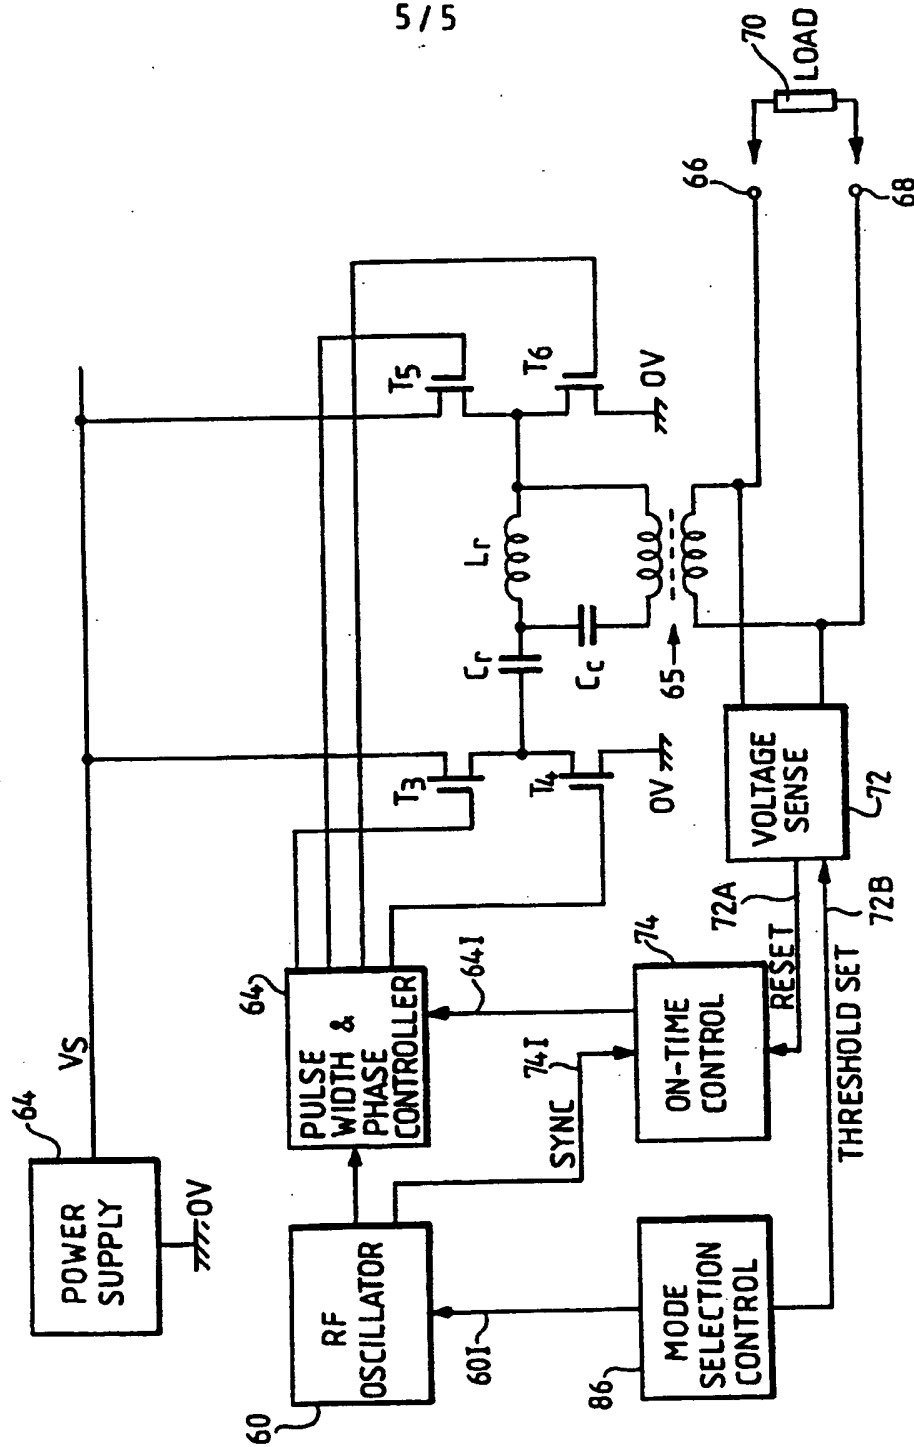 5/5
64
POWER
SUPPLY
VS
0V
60
RF
OSCILLATOR
64
PULSE
WIDTH &
PHASE
CONTROLLER
T3
T4
T5
T6
0V
0V
Cr
Lr
Cc
65
60I
SYNC
74I
64I
86
MODE
SELECTION
CONTROL
74
ON-TIME
CONTROL
RESET
72A
THRESHOLD SET
72B
VOLTAGE
SENSE
72
66
68
70
LOAD